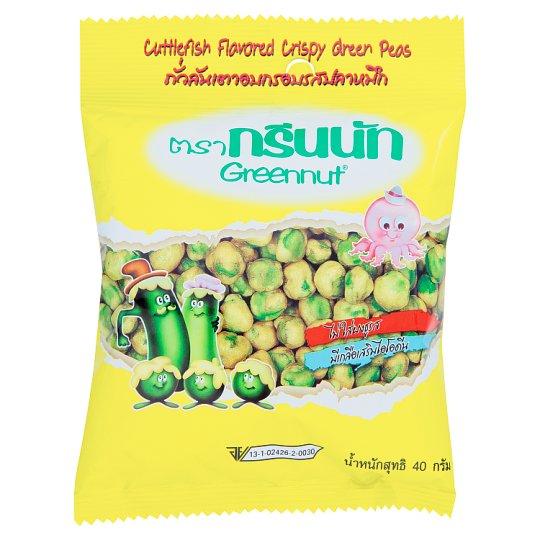 Cuttlefish Flavored Crispy Green Peas
ถั่วลันเตาอบกรอบรสปลาหมึก
ตรากรีนนัท
Greennut®
ไม่ใส่ผงชูรส
มีเกลือเสริมไอโอดีน
13-1-02426-2-0030
น้ำหนักสุทธิ 40 กรัม